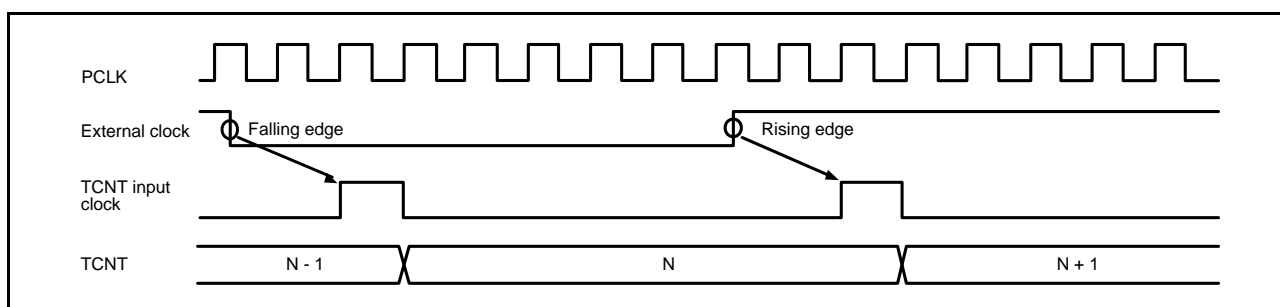 PCLK
External clock
Falling edge
Rising edge
TCNT input
clock
TCNT
N - 1
N
N + 1